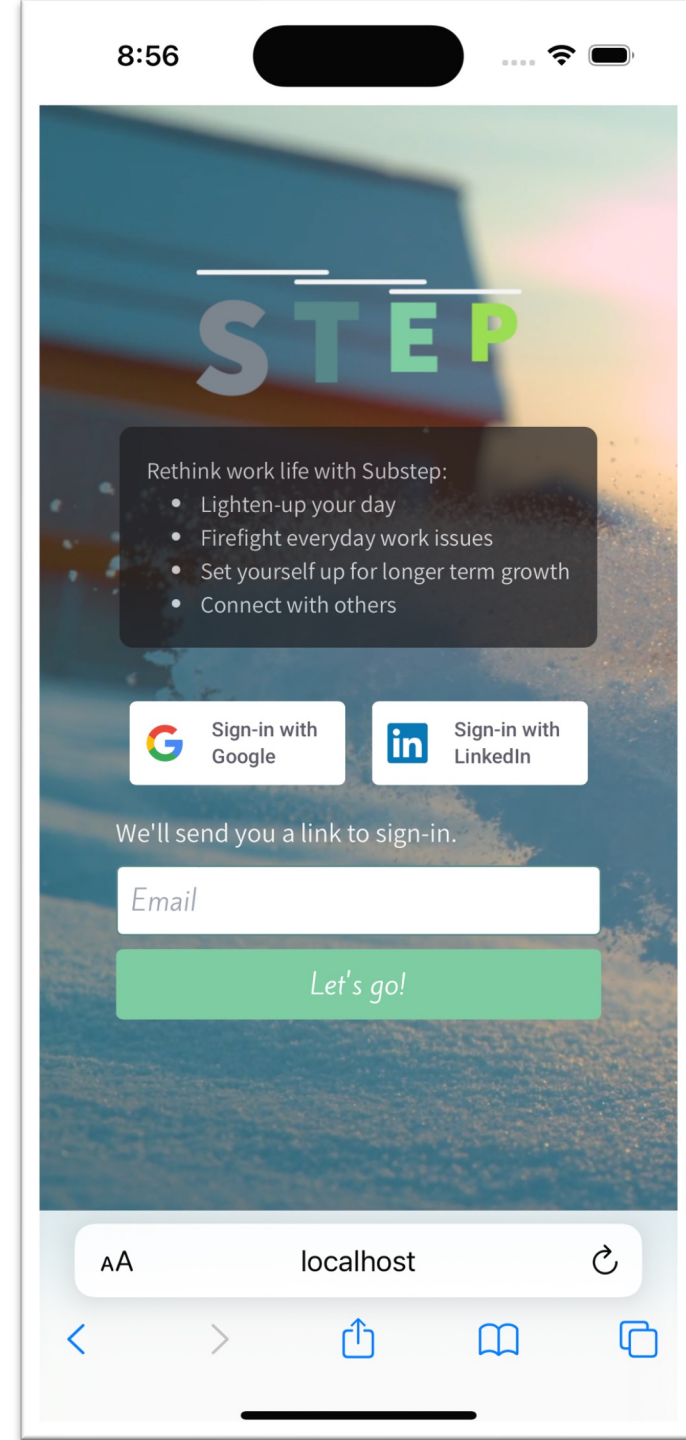 8:56
STEP
Rethink work life with Substep:
• Lighten-up your day
• Firefight everyday work issues
• Set yourself up for longer term growth
• Connect with others
Sign-in with
Google
in
Sign-in with
LinkedIn
We'll send you a link to sign-in.
Email
Let's go!
AA
localhost